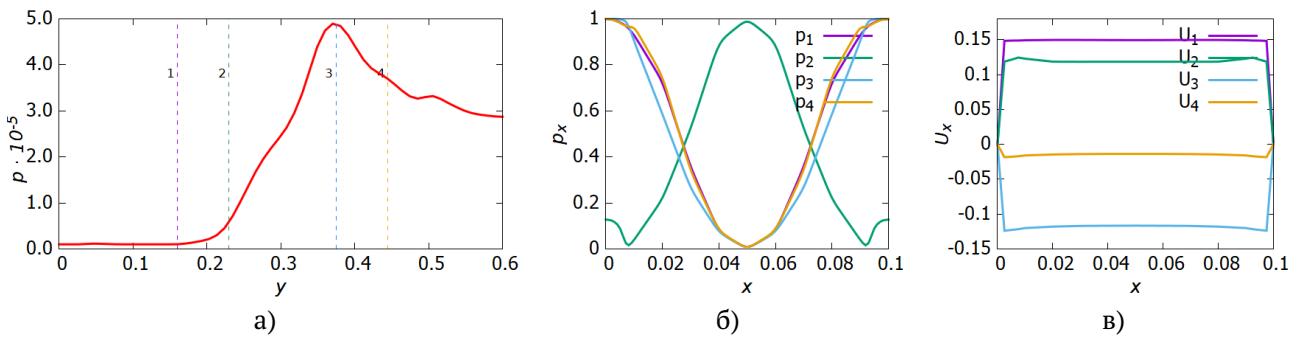 5.0
4.0
3.0
2.0
1.0
0.0
p · 10⁻⁵
1
2
3
4
0 0.1 0.2 0.3 0.4 0.5 0.6
y
а)
1
0.8
0.6
0.4
0.2
0
pₓ
p₁
p₂
p₃
p₄
0 0.02 0.04 0.06 0.08 0.1
x
б)
0.15
0.1
0.05
0
-0.05
-0.1
-0.15
Uₓ
U₁
U₂
U₃
U₄
0 0.02 0.04 0.06 0.08 0.1
x
в)